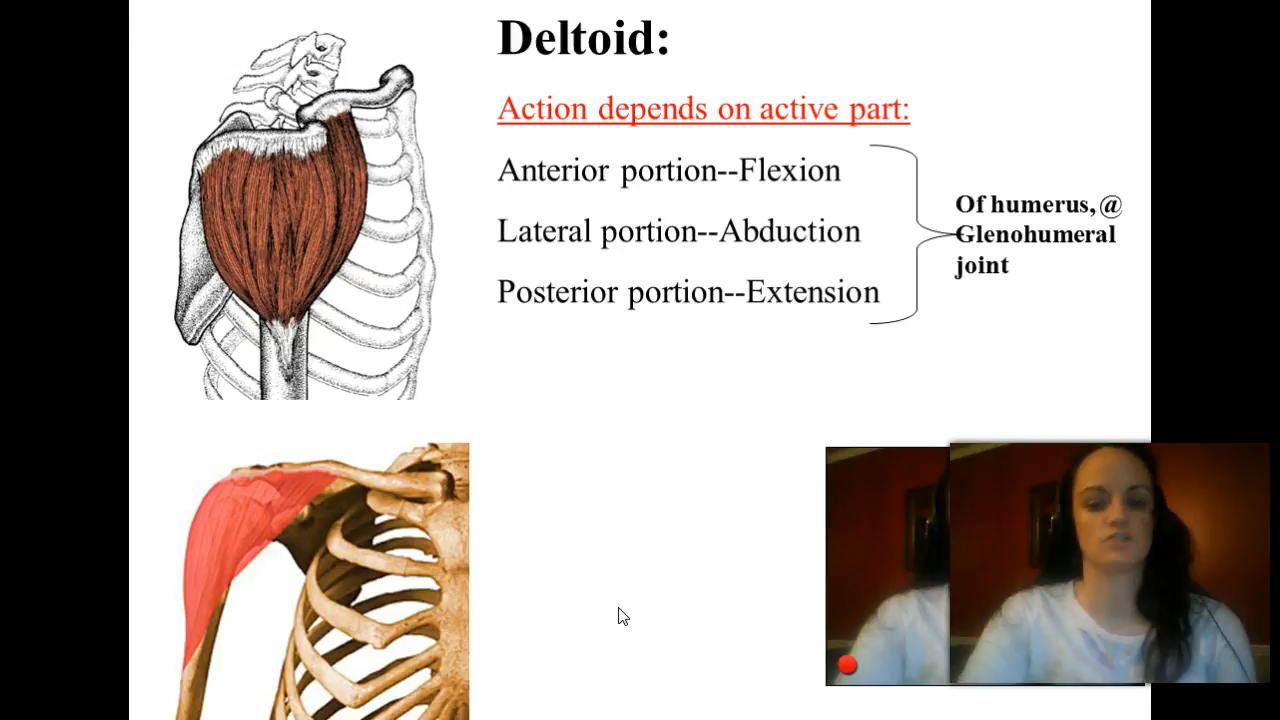 Deltoid:
Action depends on active part:
Anterior portion--Flexion
Lateral portion--Abduction
Posterior portion--Extension
Of humerus, @
Glenohumeral
joint